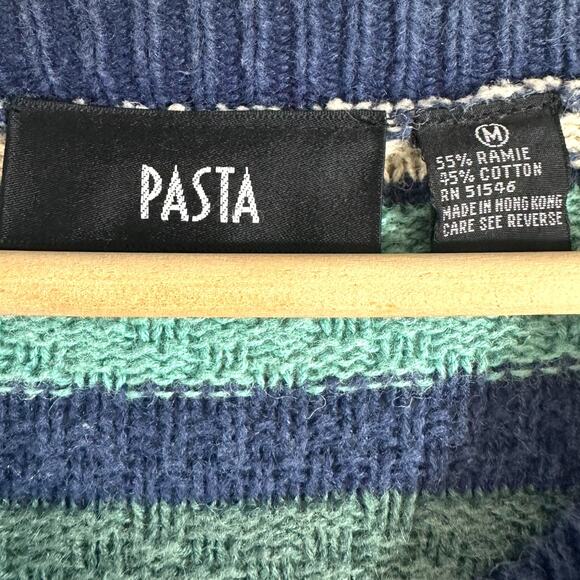 PASTA
M
55% RAMIE
45% COTTON
RN 51546
MADE IN HONG KONG
CARE SEE REVERSE